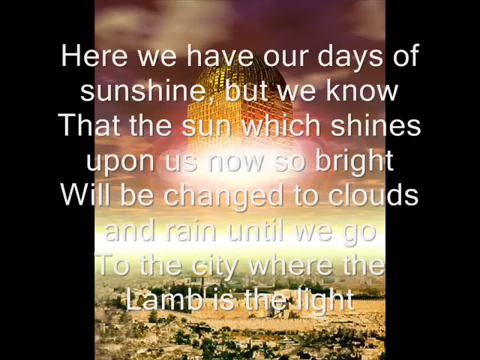 Here we have our days of
sunshine, but we know
That the sun which shines
upon us now so bright
Will be changed to clouds
and rain until we go
To the city where the
Lamb is the light